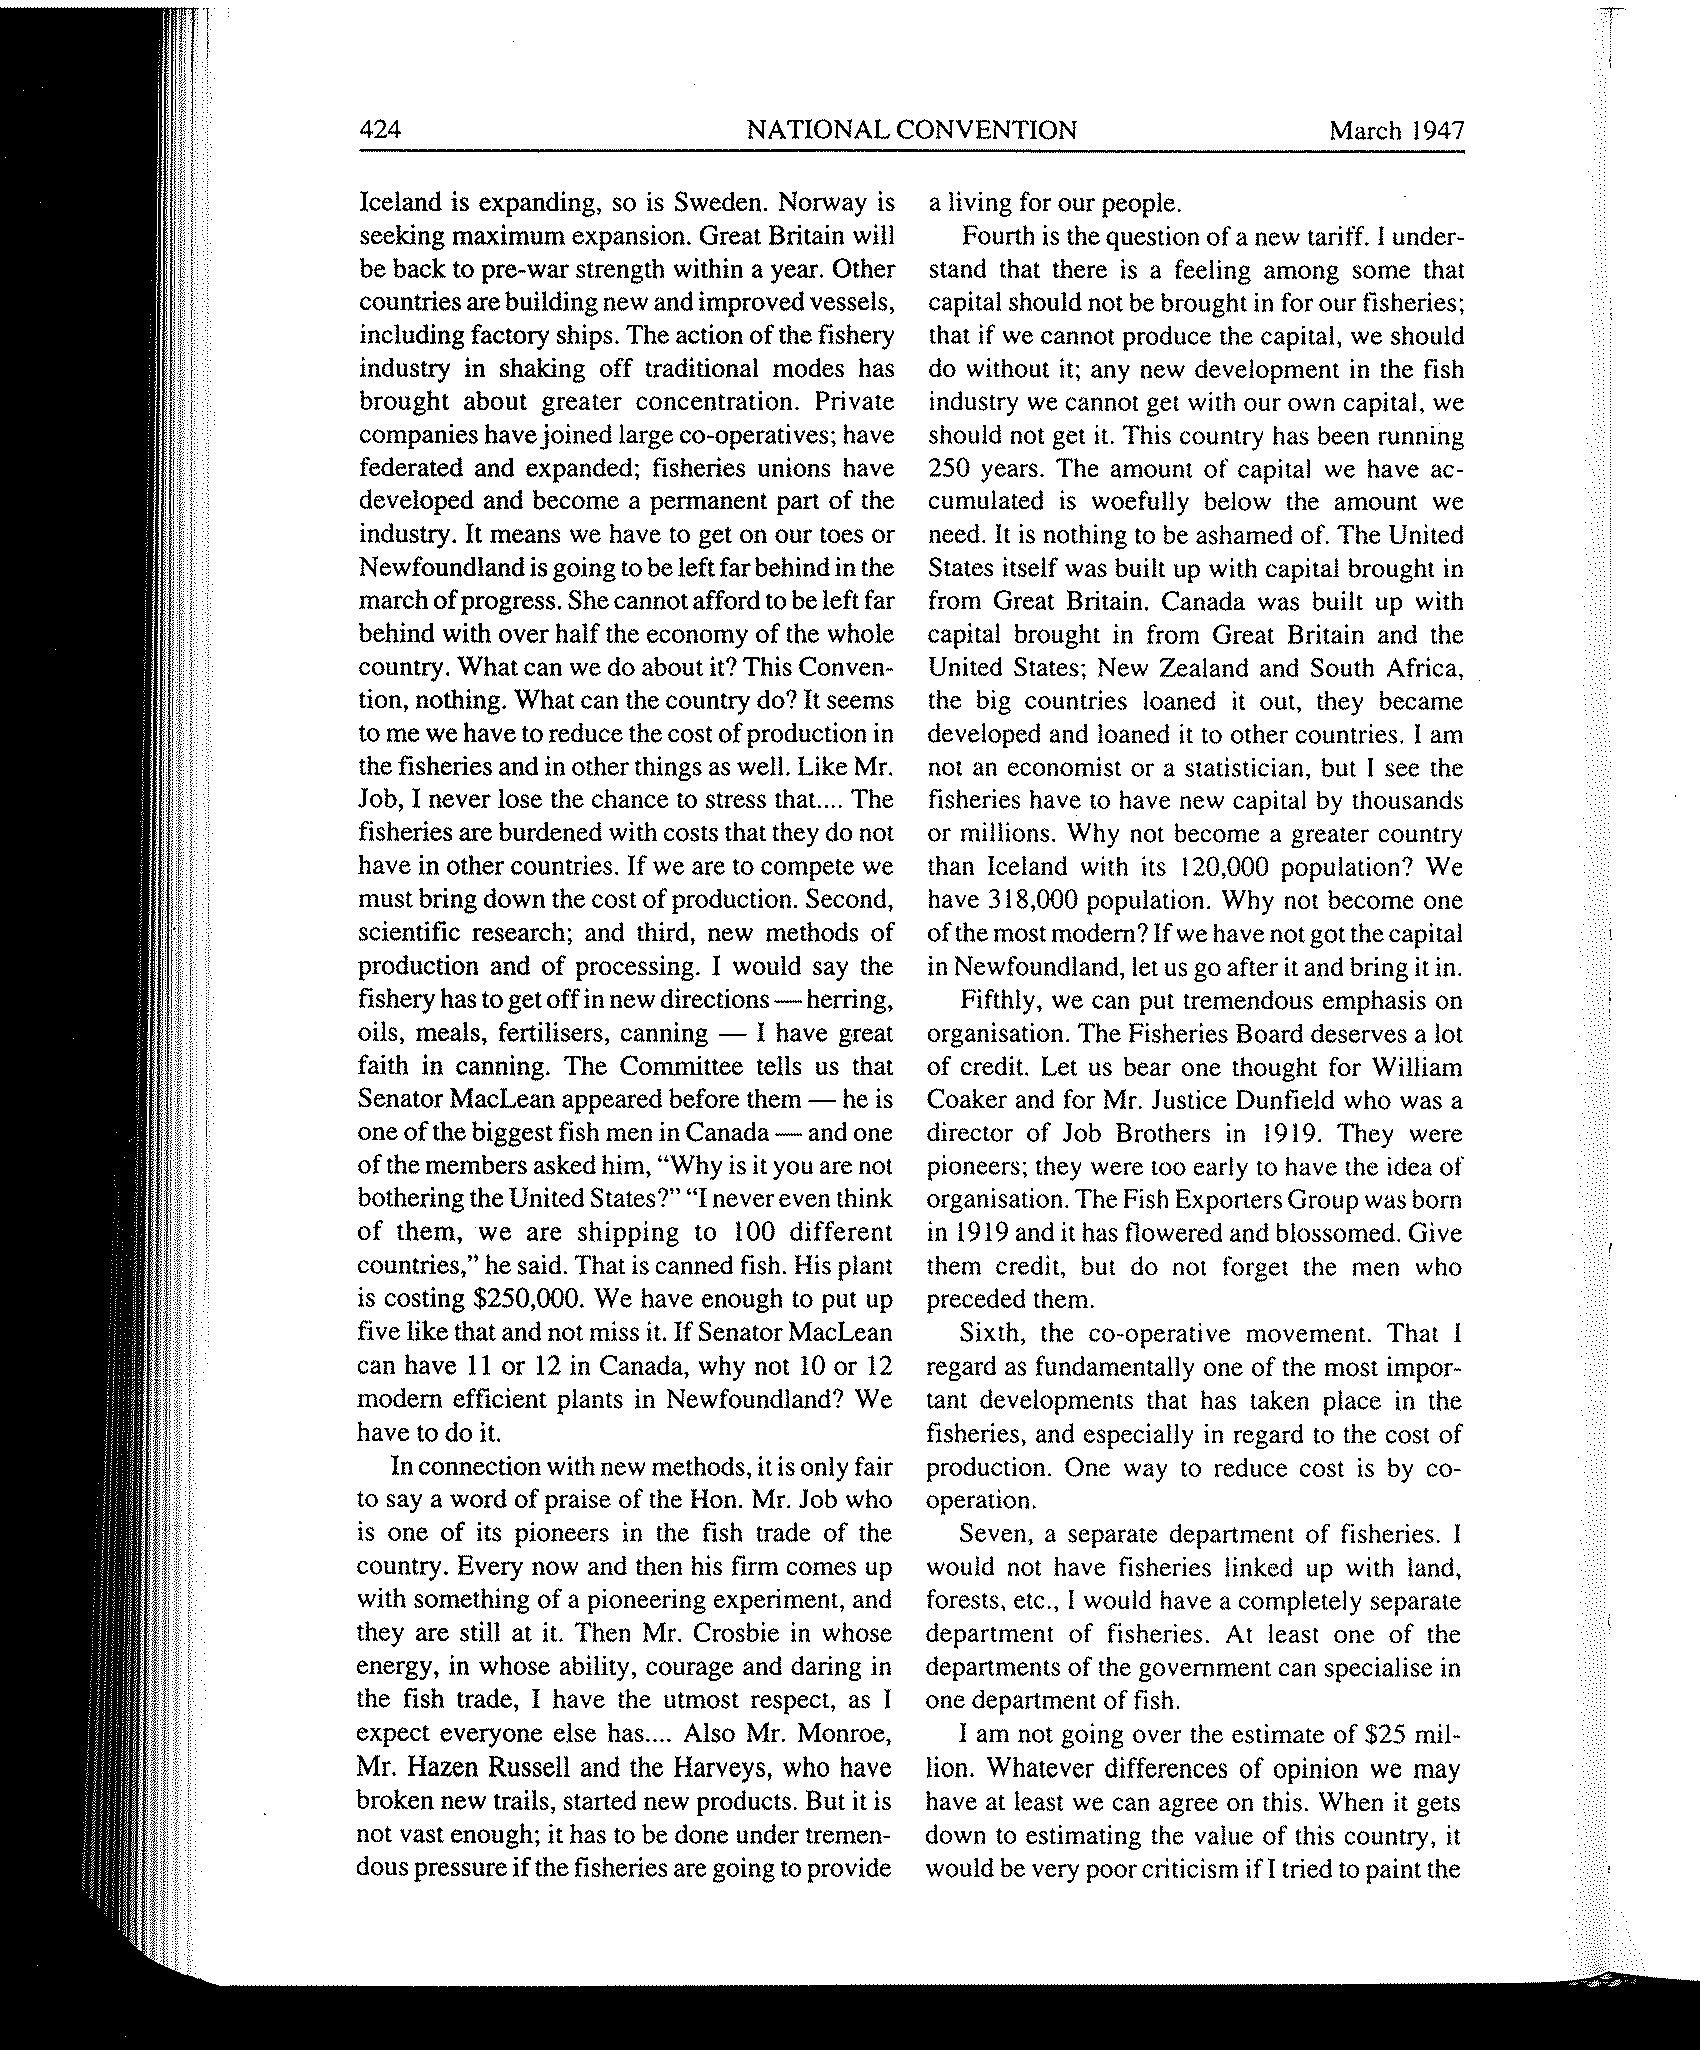 424 NATIONAL CONVENTION March 1947
Iceland is expanding, so is Sweden. Norway is
seeking maximum expansion. Great Britain will
be back to pre-war strength within a year. Other
countries are building new and improved vessels,
including factory ships. The action of the fishery
industry in shaking off traditional modes has
brought about greater concentration. Private
companies have joined large co-operatives; have
federated and expanded; fisheries unions have
developed and become a permanent part of the
industry. It means we have to get on our toes or
Newfoundland is going to be left far behind in the
march of progress. She cannot afford to be left far
behind with over half the economy of the whole
country. What can we do about it? This Conven-
tion, nothing. What can the country do? It seems
to me we have to reduce the cost of production in
the fisheries and in other things as well. Like Mr.
Job, I never lose the chance to stress that.... The
fisheries are burdened with costs that they do not
have in other countries. If we are to compete we
must bring down the cost of production. Second,
scientific research; and third, new methods of
production and of processing. I would say the
fishery has to get off in new directions — herring,
oils, meals, fertilisers, canning — I have great
faith in canning. The Committee tells us that
Senator MacLean appeared before them — he is
one of the biggest fish men in Canada — and one
of the members asked him, “Why is it you are not
bothering the United States?” “I never even think
of them, we are shipping to 100 different
countries,” he said. That is canned fish. His plant
is costing $250,000. We have enough to put up
five like that and not miss it. If Senator MacLean
can have 11 or 12 in Canada, why not 10 or 12
modern efficient plants in Newfoundland? We
have to do it.
In connection with new methods, it is only fair
to say a word of praise of the Hon. Mr. Job who
is one of its pioneers in the fish trade of the
country. Every now and then his firm comes up
with something of a pioneering experiment, and
they are still at it. Then Mr. Crosbie in whose
energy, in whose ability, courage and daring in
the fish trade, I have the utmost respect, as I
expect everyone else has.... Also Mr. Monroe,
Mr. Hazen Russell and the Harveys, who have
broken new trails, started new products. But it is
not vast enough; it has to be done under tremen-
dous pressure if the fisheries are going to provide
a living for our people.
Fourth is the question of a new tariff. I under-
stand that there is a feeling among some that
capital should not be brought in for our fisheries;
that if we cannot produce the capital, we should
do without it; any new development in the fish
industry we cannot get with our own capital, we
should not get it. This country has been running
250 years. The amount of capital we have ac-
cumulated is woefully below the amount we
need. It is nothing to be ashamed of. The United
States itself was built up with capital brought in
from Great Britain. Canada was built up with
capital brought in from Great Britain and the
United States; New Zealand and South Africa,
the big countries loaned it out, they became
developed and loaned it to other countries. I am
not an economist or a statistician, but I see the
fisheries have to have new capital by thousands
or millions. Why not become a greater country
than Iceland with its 120,000 population? We
have 318,000 population. Why not become one
of the most modern? If we have not got the capital
in Newfoundland, let us go after it and bring it in.
Fifthly, we can put tremendous emphasis on
organisation. The Fisheries Board deserves a lot
of credit. Let us bear one thought for William
Coaker and for Mr. Justice Dunfield who was a
director of Job Brothers in 1919. They were
pioneers; they were too early to have the idea of
organisation. The Fish Exporters Group was born
in 1919 and it has flowered and blossomed. Give
them credit, but do not forget the men who
preceded them.
Sixth, the co-operative movement. That I
regard as fundamentally one of the most impor-
tant developments that has taken place in the
fisheries, and especially in regard to the cost of
production. One way to reduce cost is by co-
operation.
Seven, a separate department of fisheries. I
would not have fisheries linked up with land,
forests, etc., I would have a completely separate
department of fisheries. At least one of the
departments of the government can specialise in
one department of fish.
I am not going over the estimate of $25 mil-
lion. Whatever differences of opinion we may
have at least we can agree on this. When it gets
down to estimating the value of this country, it
would be very poor criticism if I tried to paint the